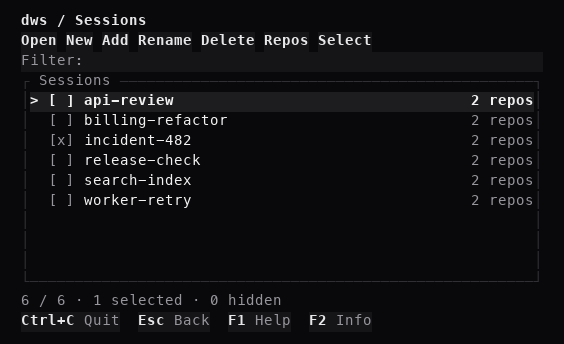 dws / Sessions
Open New Add Rename Delete Repos Select
Filter:
Sessions
> [ ] api-review 2 repos
[ ] billing-refactor 2 repos
[x] incident-482 2 repos
[ ] release-check 2 repos
[ ] search-index 2 repos
[ ] worker-retry 2 repos
6 / 6 · 1 selected · 0 hidden
Ctrl+C Quit Esc Back F1 Help F2 Info